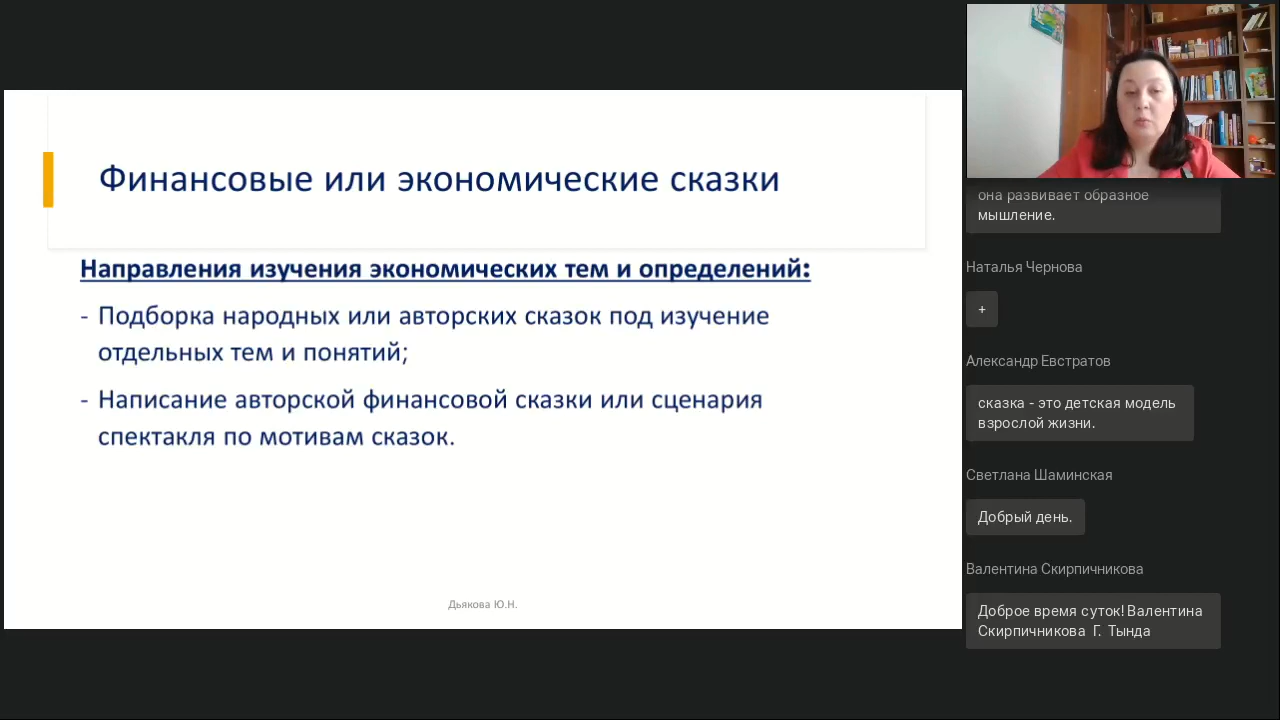 Финансовые или экономические сказки
Направления изучения экономических тем и определений:
- Подборка народных или авторских сказок под изучение
отдельных тем и понятий;
- Написание авторской финансовой сказки или сценария
спектакля по мотивам сказок.
Дьякова Ю.Н.
она развивает образное
мышление.
Наталья Чернова
+
Александр Евстратов
сказка - это детская модель
взрослой жизни.
Светлана Шаминская
Добрый день.
Валентина Скирпичникова
Доброе время суток! Валентина
Скирпичникова Г. Тында